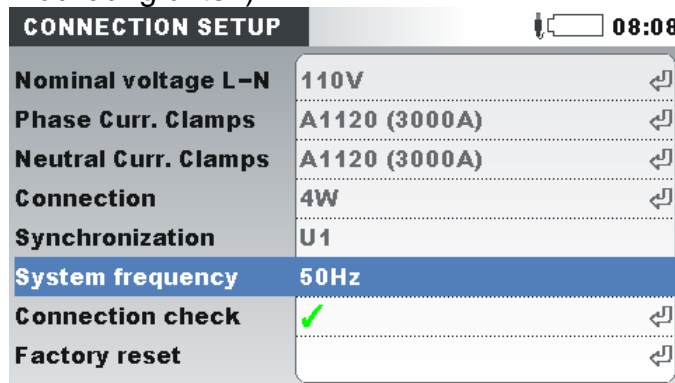 CONNECTION SETUP 08:08
Nominal voltage L-N 110V
Phase Curr. Clamps A1120 (3000A)
Neutral Curr. Clamps A1120 (3000A)
Connection 4W
Synchronization U1
System frequency 50Hz
Connection check ✓
Factory reset